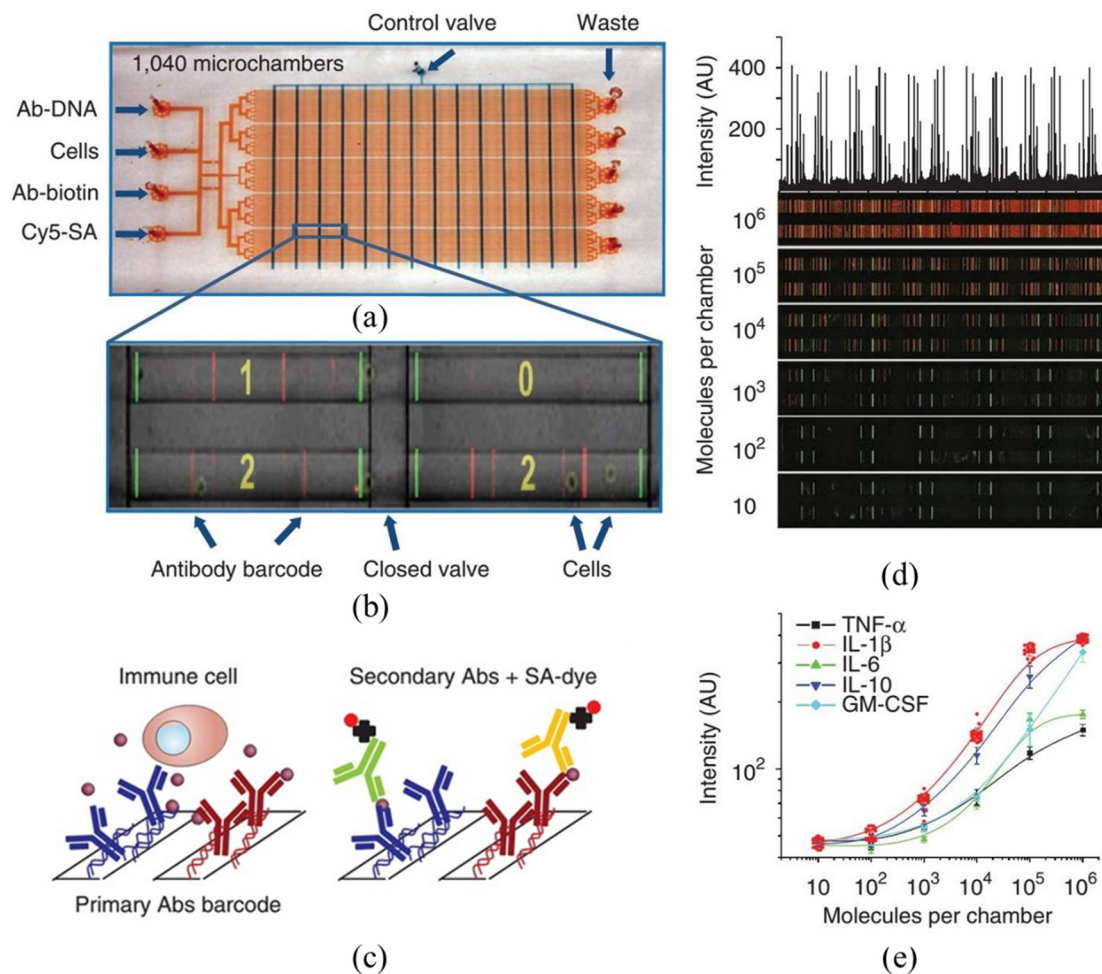 Control valve
Waste
1,040 microchambers
Ab-DNA
Cells
Ab-biotin
Cy5-SA
(a)
1
0
2
2
Antibody barcode
Closed valve
Cells
(b)
Immune cell
Secondary Abs + SA-dye
Primary Abs barcode
(c)
Intensity (AU)
400
200
Molecules per chamber
10⁶
10⁵
10⁴
10³
10²
10
(d)
TNF-α
IL-1β
IL-6
IL-10
GM-CSF
Intensity (AU)
10²
10 10² 10³ 10⁴ 10⁵ 10⁶
Molecules per chamber
(e)